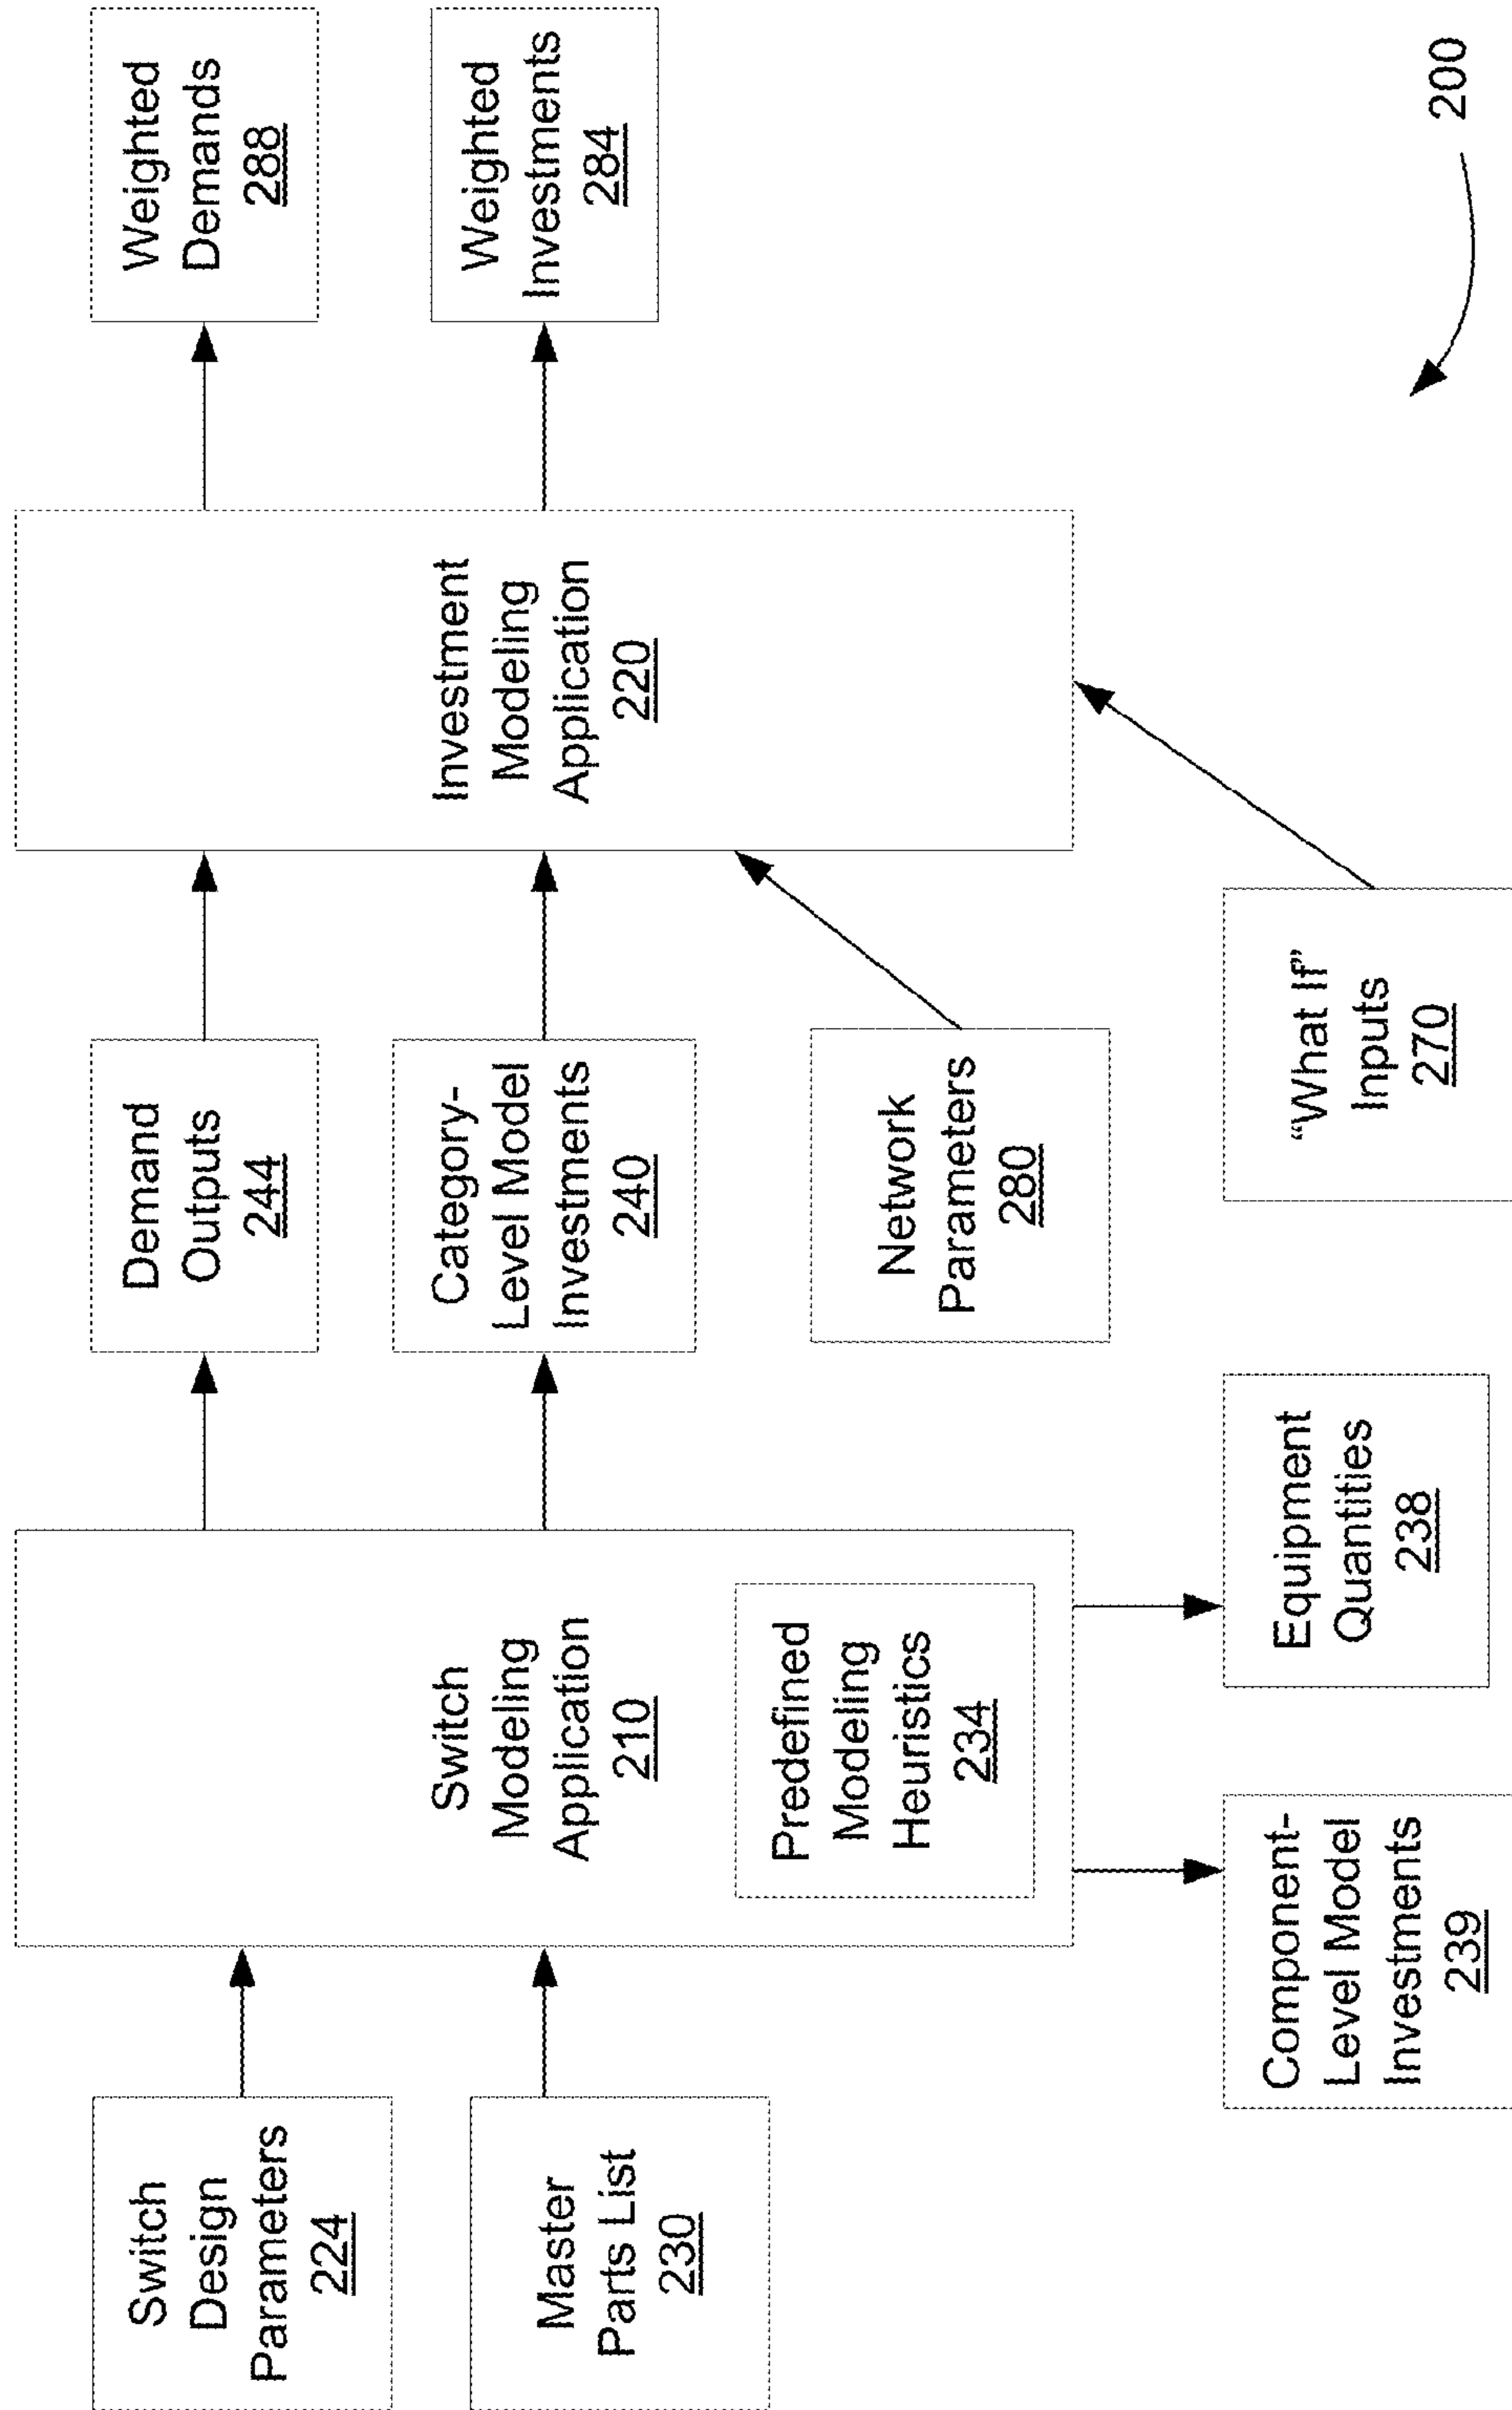 Switch
Design
Parameters
224
Master
Parts List
230
Switch
Modeling
Application
210
Predefined
Modeling
Heuristics
234
Component-
Level Model
Investments
239
Equipment
Quantities
238
Demand
Outputs
244
Category-
Level Model
Investments
240
Network
Parameters
280
“What If”
Inputs
270
Investment
Modeling
Application
220
Weighted
Demands
288
Weighted
Investments
284
200